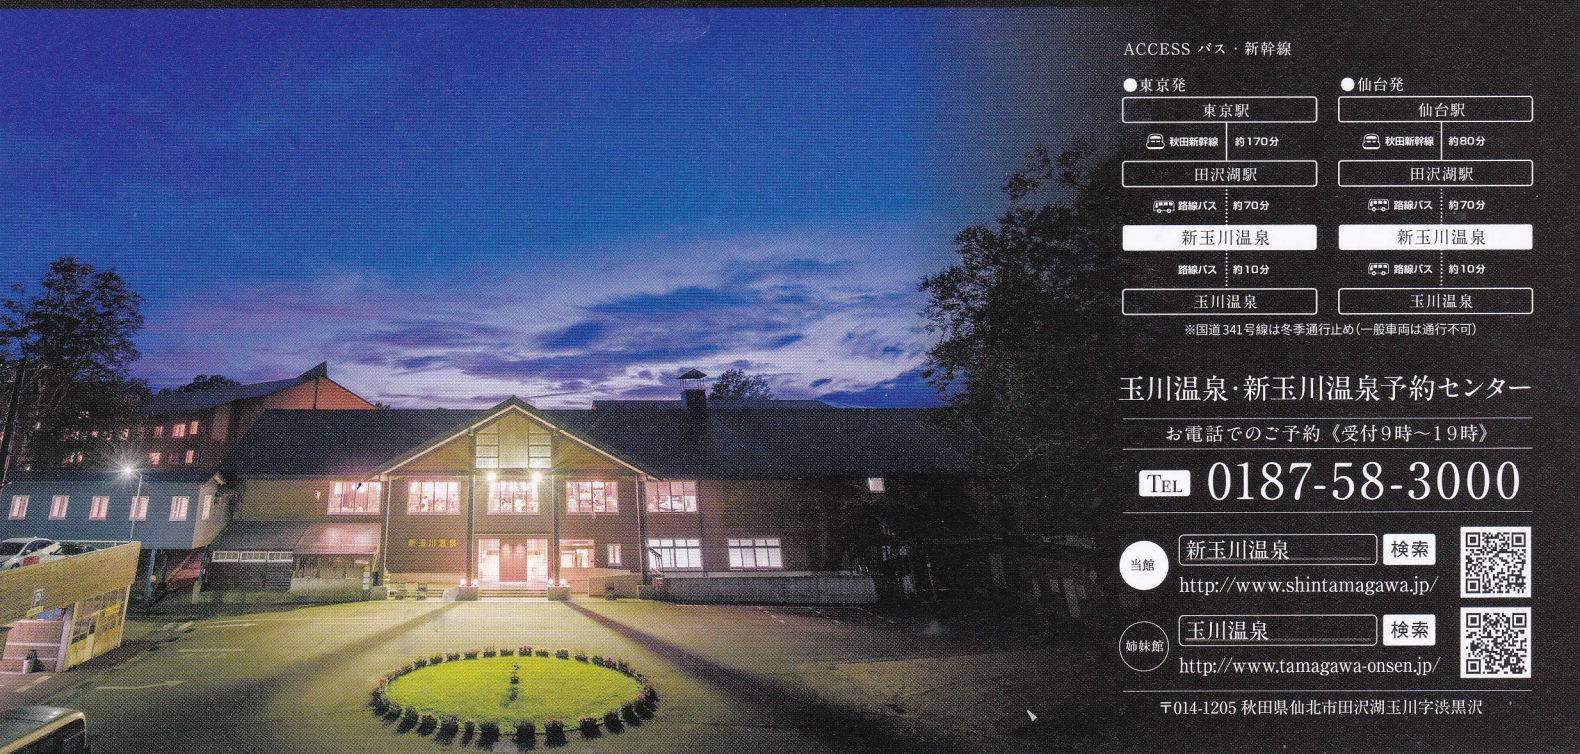 ACCESS バス・新幹線
●東京発
東京駅
秋田新幹線 約170分
田沢湖駅
路線バス 約70分
新玉川温泉
路線バス 約10分
玉川温泉
●仙台発
仙台駅
秋田新幹線 約80分
田沢湖駅
路線バス 約70分
新玉川温泉
路線バス 約10分
玉川温泉
※国道341号線は冬季通行止め(一般車両は通行不可)
玉川温泉・新玉川温泉予約センター
お電話でのご予約《受付9時～19時》
TEL 0187-58-3000
当館 新玉川温泉 検索
http://www.shintamagawa.jp/
姉妹館 玉川温泉 検索
http://www.tamagawa-onsen.jp/
〒014-1205 秋田県仙北市田沢湖玉川字渋黒沢
新玉川温泉
P